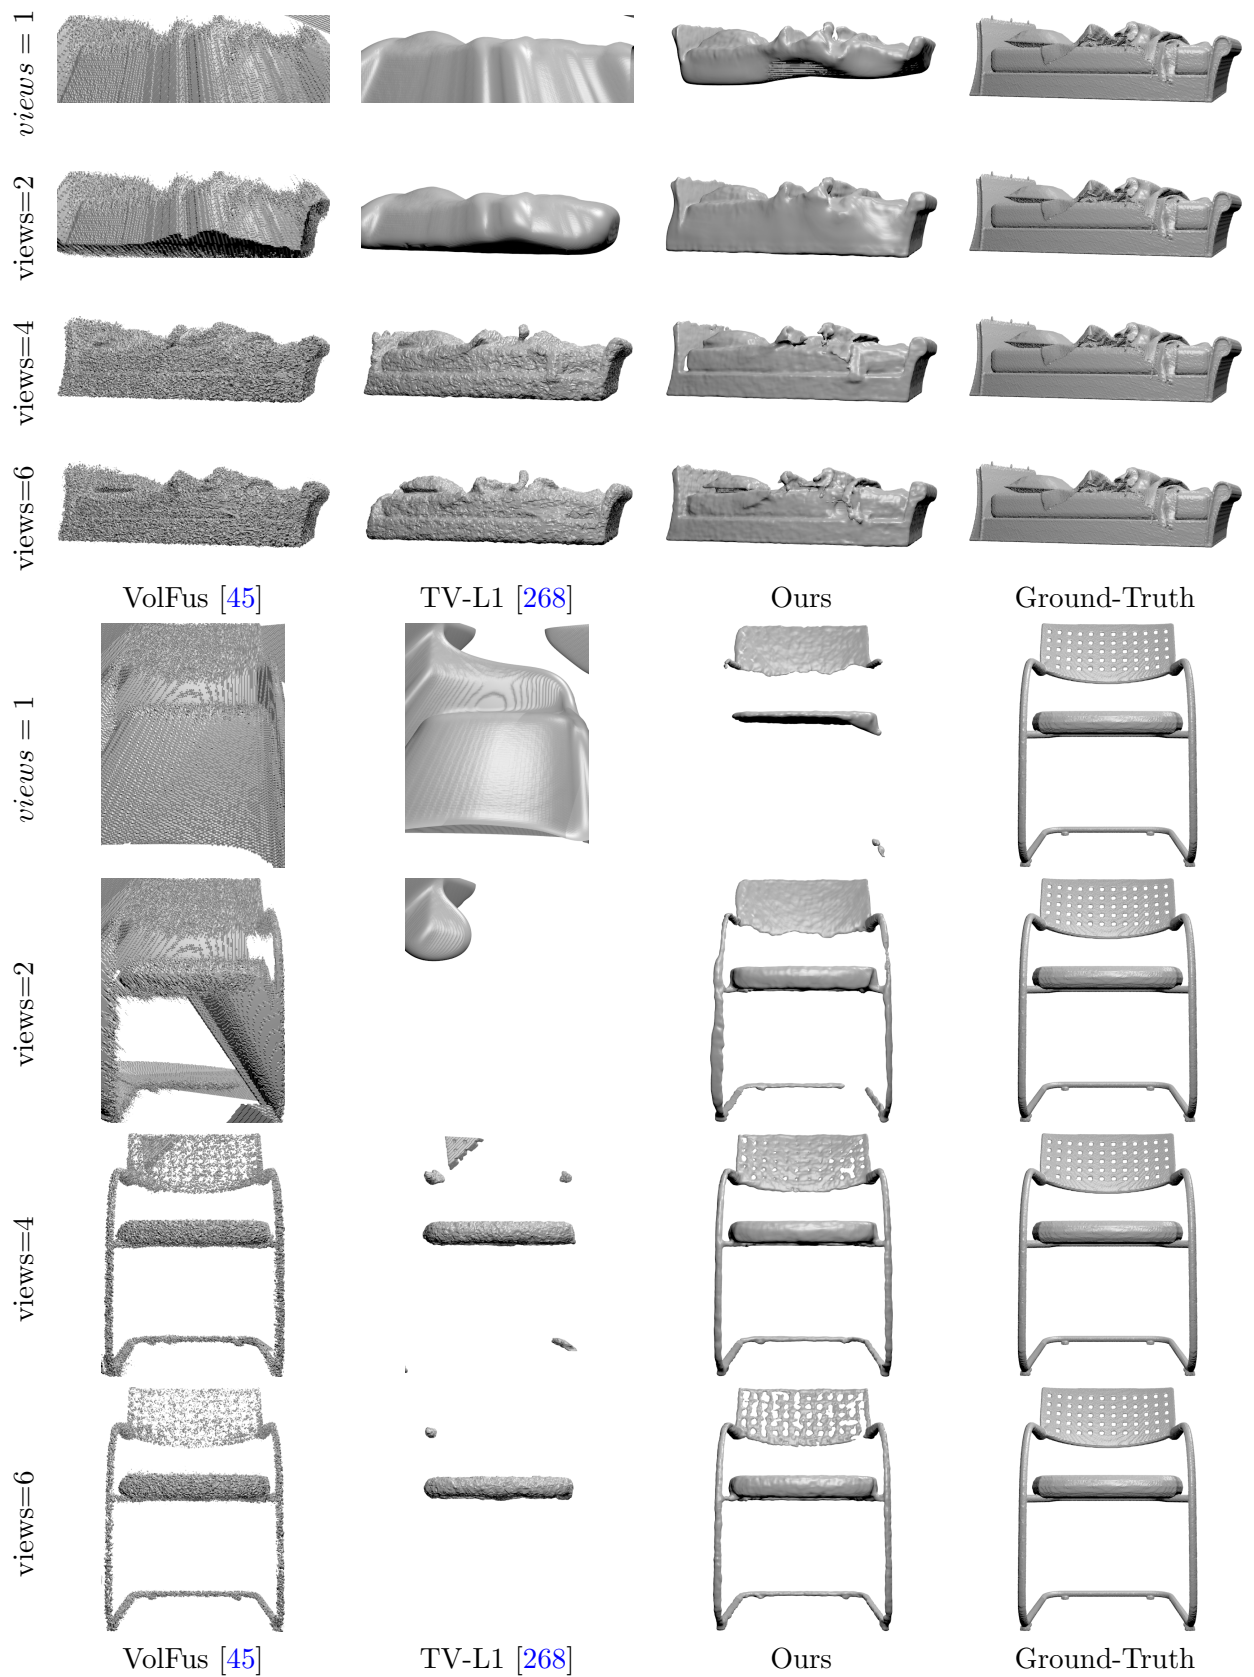 views = 1
views=2
views=4
views=6
VolFus [45] TV-L1 [268] Ours Ground-Truth
views = 1
views=2
views=4
views=6
VolFus [45] TV-L1 [268] Ours Ground-Truth